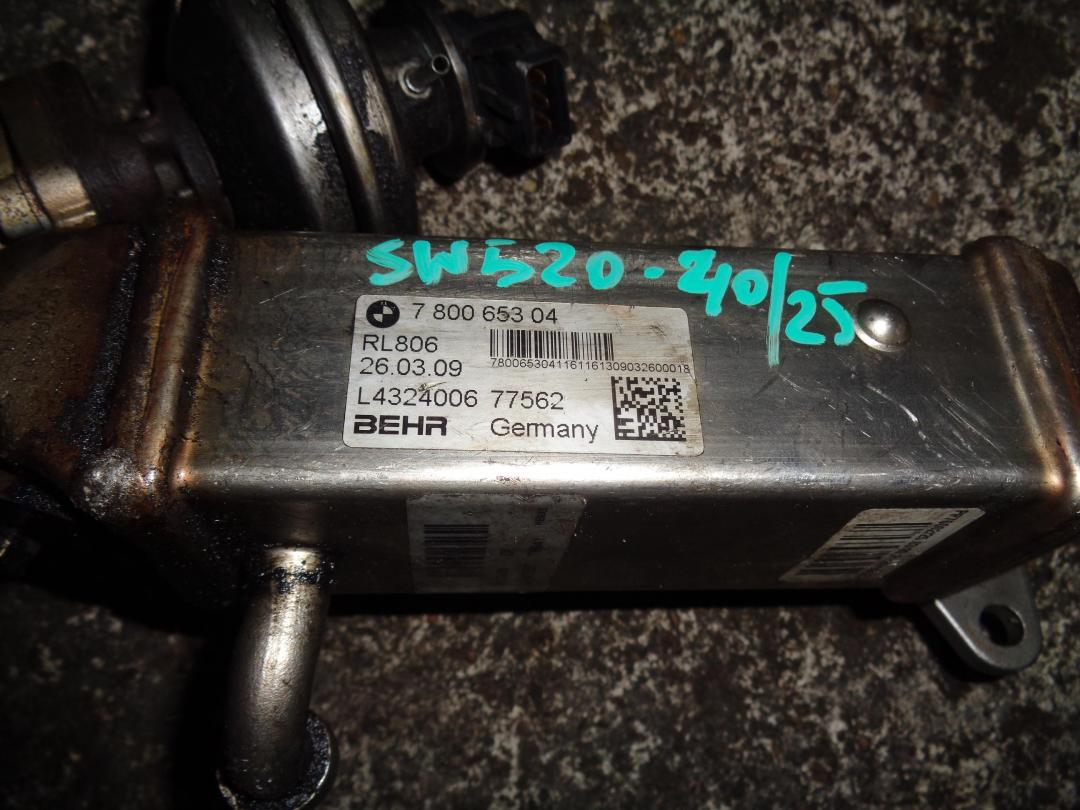 SW520-40/25
7 800 653 04
RL806
7800653041161161309032600018
26.03.09
L4324006 77562
BEHR Germany